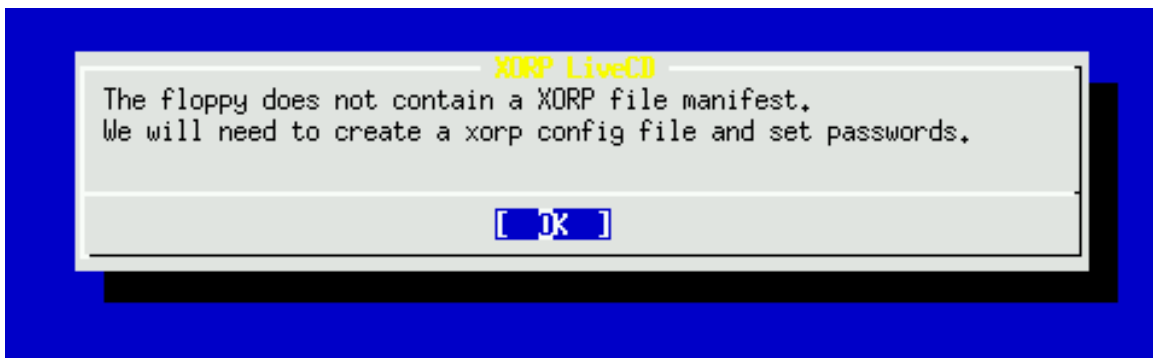 XORP LiveCD
The floppy does not contain a XORP file manifest.
We will need to create a xorp config file and set passwords.
[ OK ]